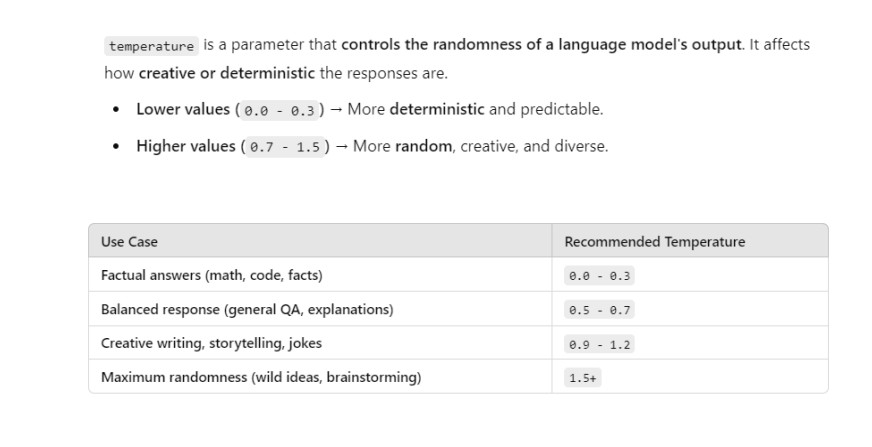 temperature is a parameter that controls the randomness of a language model's output. It affects
how creative or deterministic the responses are.
• Lower values ( 0.0 - 0.3 ) → More deterministic and predictable.
• Higher values ( 0.7 - 1.5 ) → More random, creative, and diverse.
Use Case Recommended Temperature
Factual answers (math, code, facts) 0.0 - 0.3
Balanced response (general QA, explanations) 0.5 - 0.7
Creative writing, storytelling, jokes 0.9 - 1.2
Maximum randomness (wild ideas, brainstorming) 1.5+